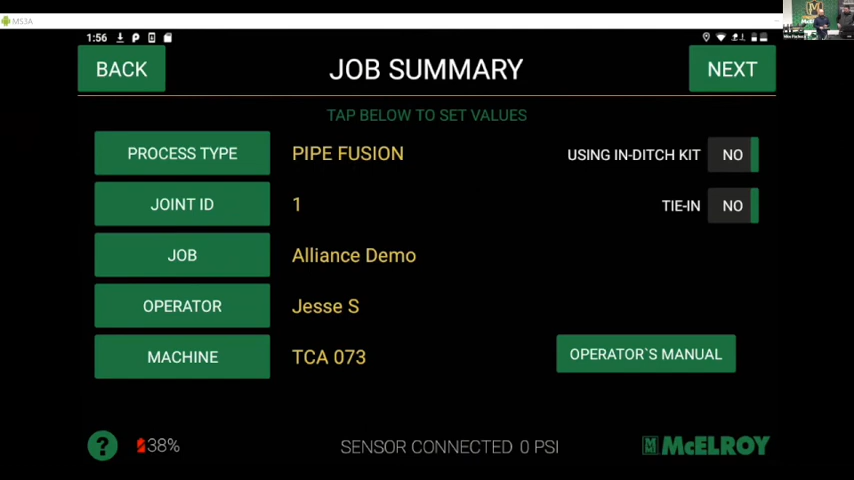 MS3A
1:56
BACK
JOB SUMMARY
NEXT
TAP BELOW TO SET VALUES
PROCESS TYPE PIPE FUSION USING IN-DITCH KIT NO
JOINT ID 1 TIE-IN NO
JOB Alliance Demo
OPERATOR Jesse S
MACHINE TCA 073 OPERATOR`S MANUAL
? 38% SENSOR CONNECTED 0 PSI McELROY